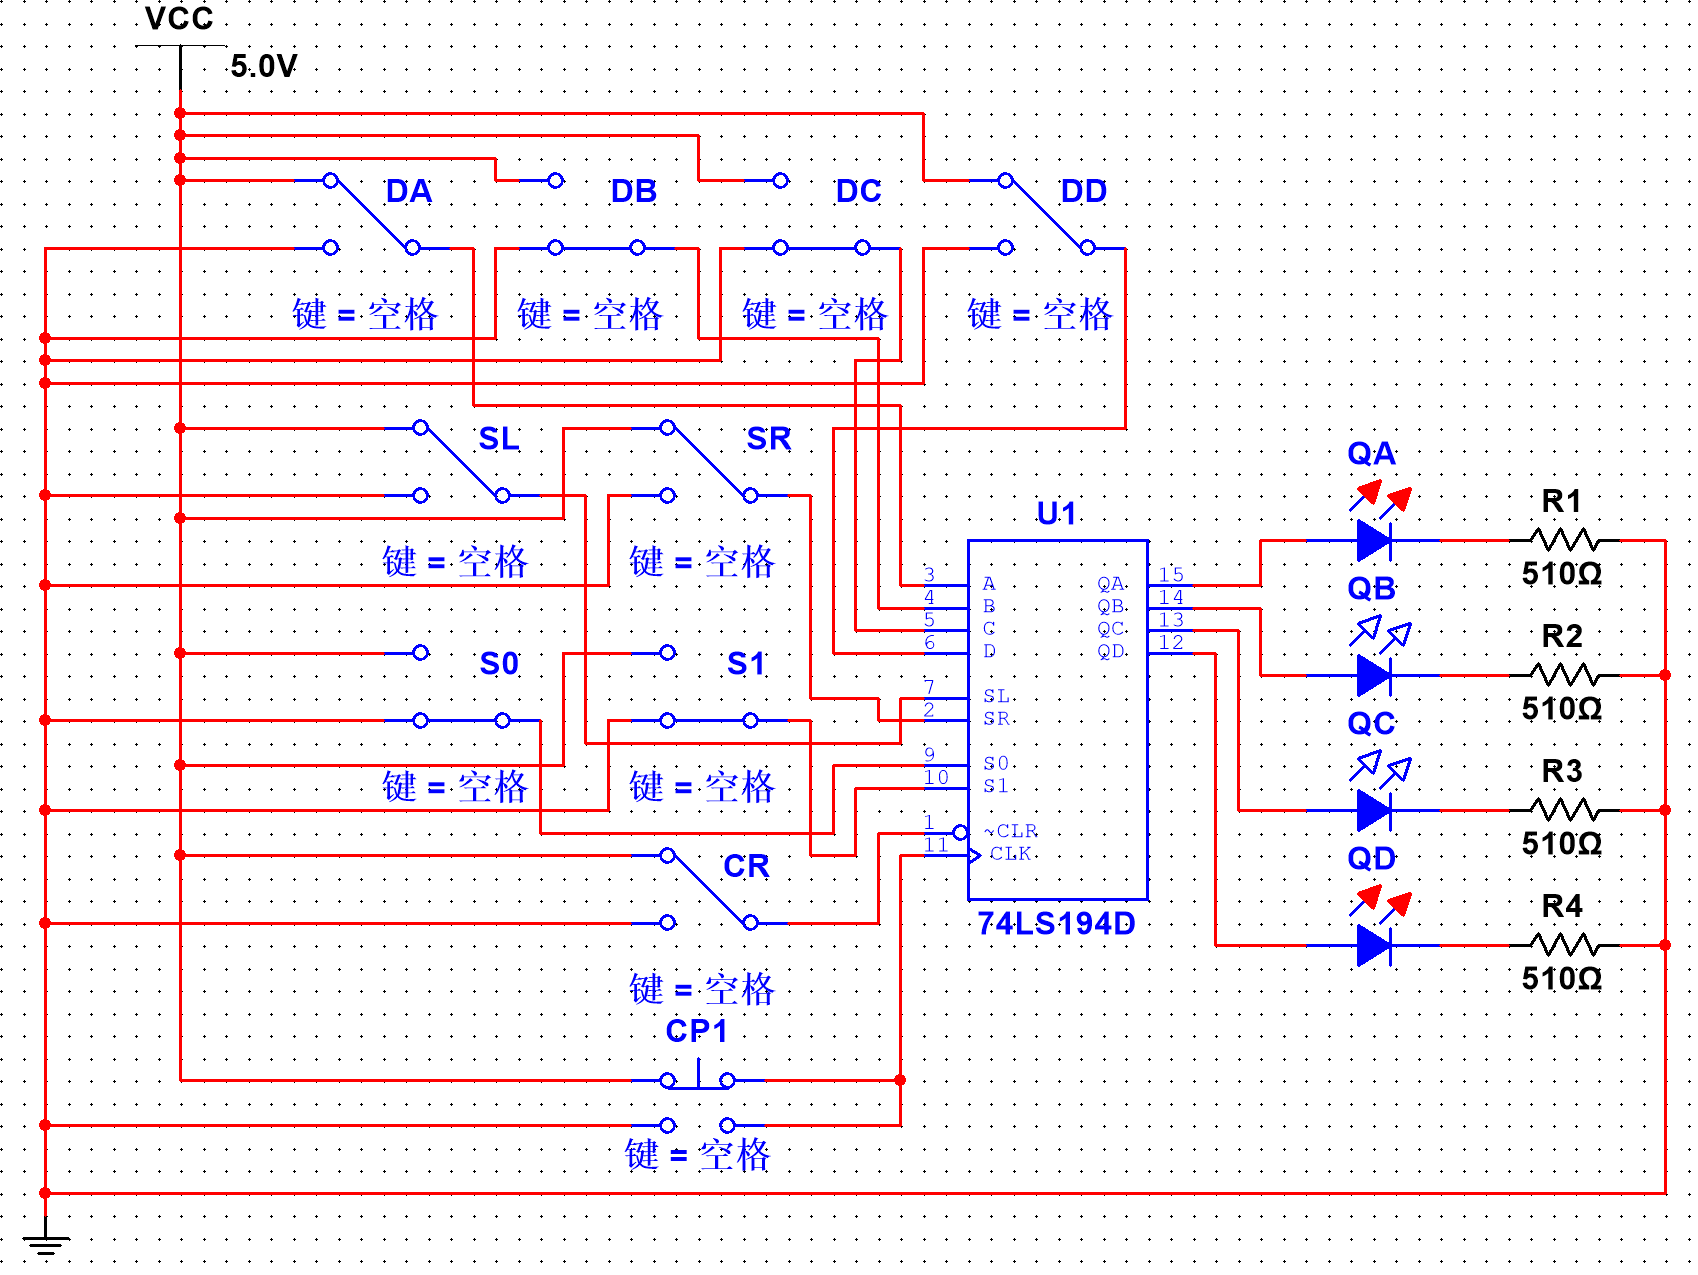 VCC
5.0V
DA
DB
DC
DD
键 = 空格
键 = 空格
键 = 空格
键 = 空格
SL
SR
键 = 空格
键 = 空格
S0
S1
键 = 空格
键 = 空格
CR
键 = 空格
CP1
键 = 空格
U1
3 A
4 B
5 C
6 D
7 SL
2 SR
9 S0
10 S1
1 ~CLR
11 CLK
QA 15
QB 14
QC 13
QD 12
74LS194D
QA
R1
510Ω
QB
R2
510Ω
QC
R3
510Ω
QD
R4
510Ω